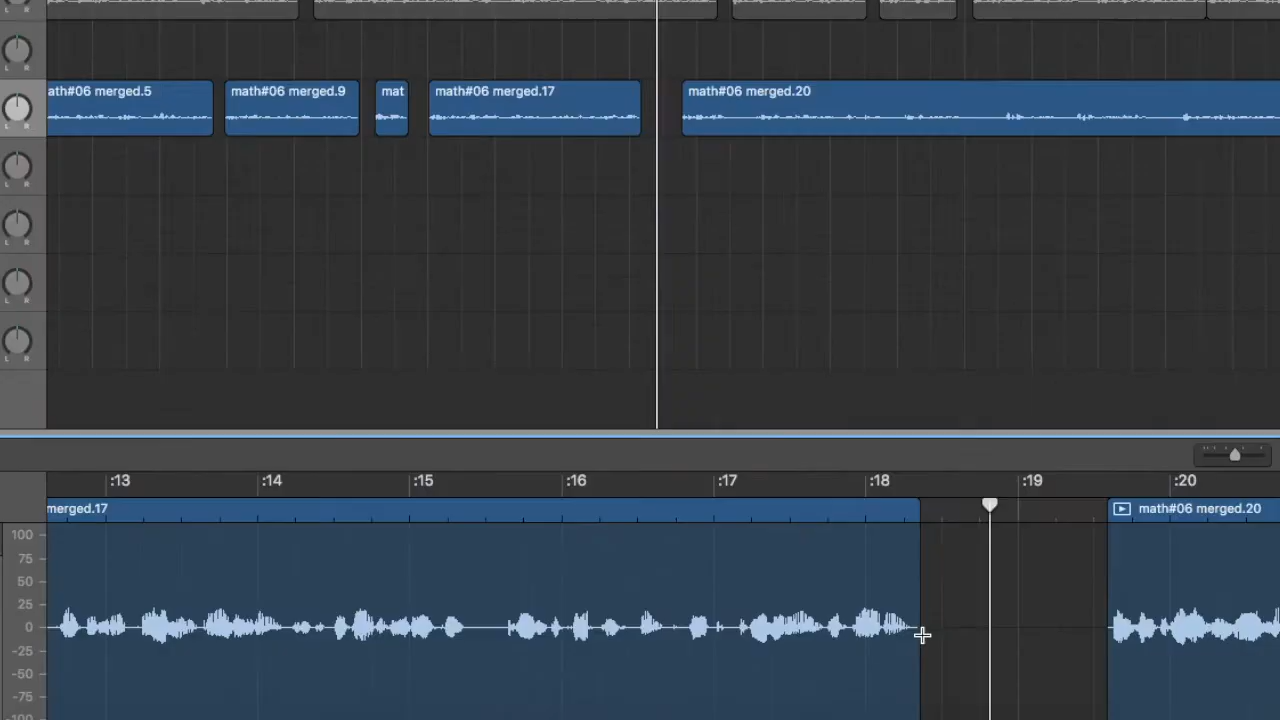 L R
L R
ath#06 merged.5 math#06 merged.9 mat math#06 merged.17 math#06 merged.20
L R
L R
L R
L R
L R
:13 :14 :15 :16 :17 :18 :19 :20
merged.17 math#06 merged.20
100
75
50
25
0
-25
-50
-75
-100